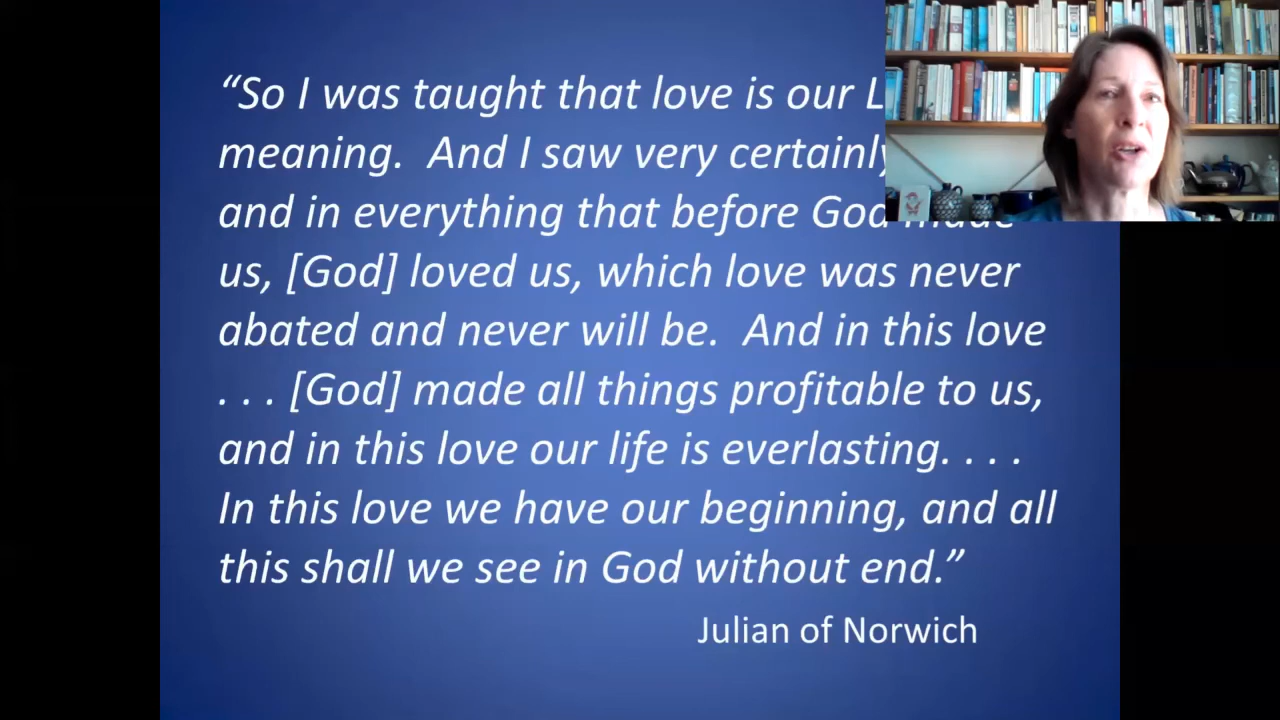 “So I was taught that love is our
meaning.  And I saw very certainly
and in everything that before God made
us, [God] loved us, which love was never
abated and never will be.  And in this love
. . . [God] made all things profitable to us,
and in this love our life is everlasting. . . .
In this love we have our beginning, and all
this shall we see in God without end.”
Julian of Norwich